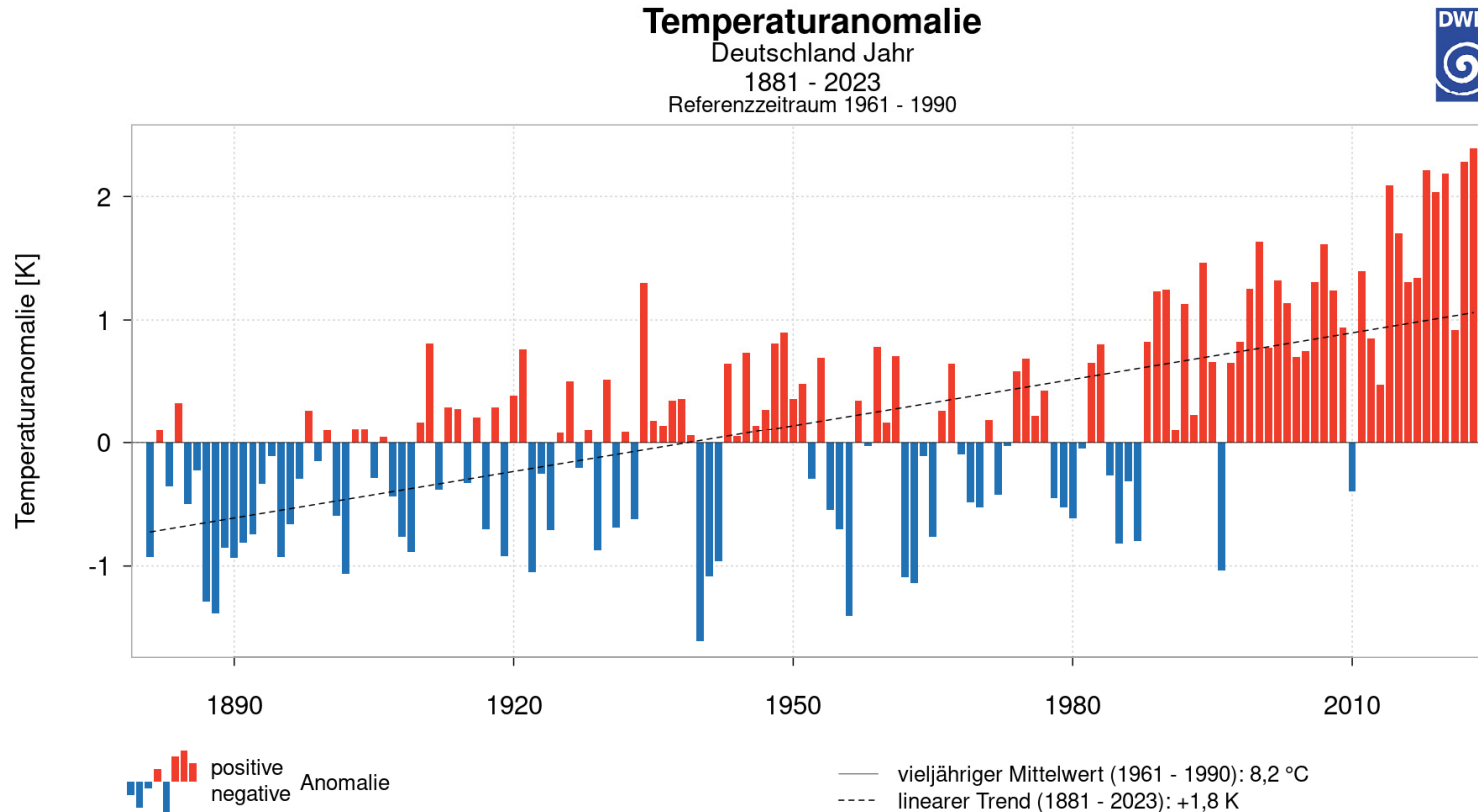 Temperaturanomalie
Deutschland Jahr
1881 - 2023
Referenzzeitraum 1961 - 1990
Temperaturanomalie [K]
2
1
0
-1
1890
1920
1950
1980
2010
positive
negative
Anomalie
vieljähriger Mittelwert (1961 - 1990): 8,2 °C
linearer Trend (1881 - 2023): +1,8 K